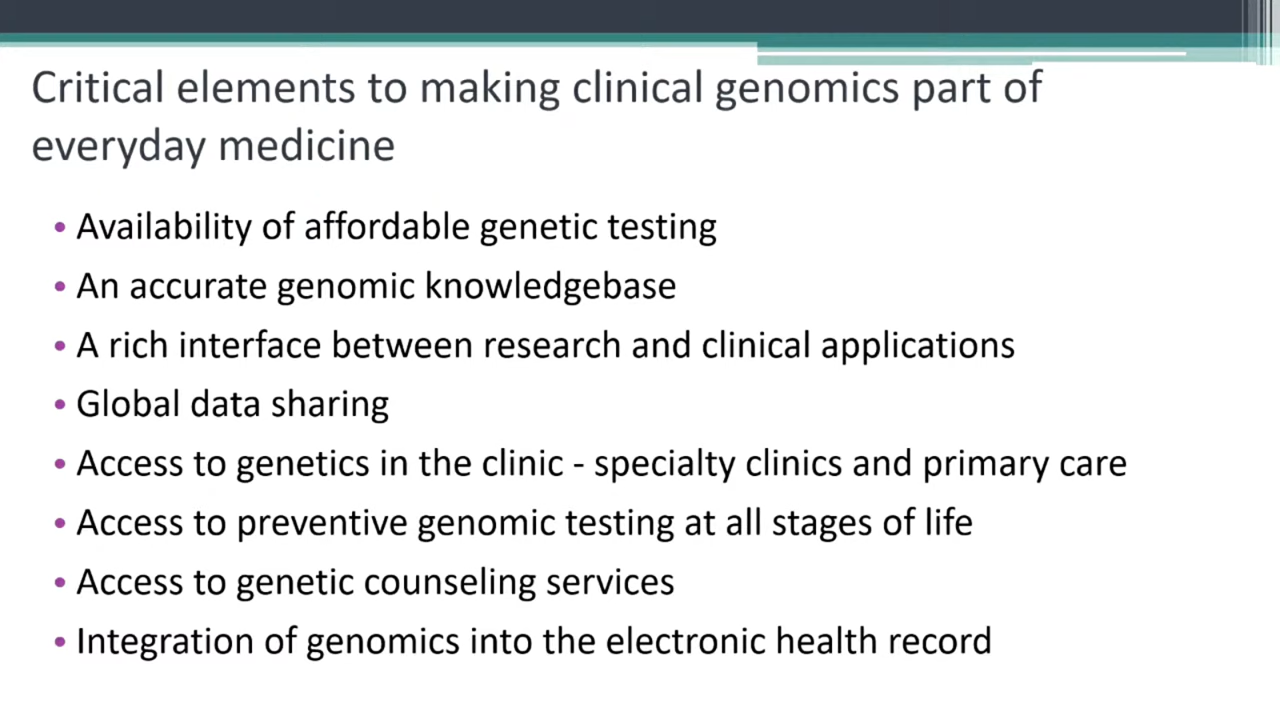 Critical elements to making clinical genomics part of
everyday medicine
• Availability of affordable genetic testing
• An accurate genomic knowledgebase
• A rich interface between research and clinical applications
• Global data sharing
• Access to genetics in the clinic - specialty clinics and primary care
• Access to preventive genomic testing at all stages of life
• Access to genetic counseling services
• Integration of genomics into the electronic health record